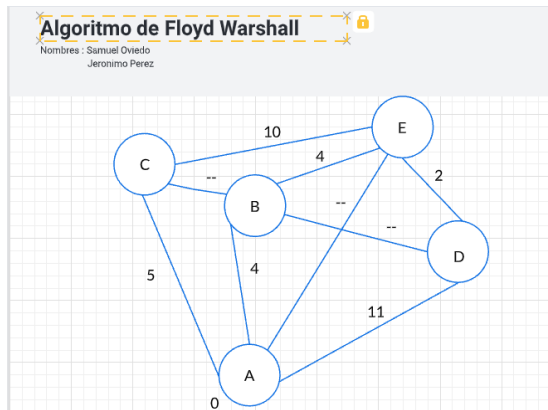 Algoritmo de Floyd Warshall
Nombres : Samuel Oviedo
Jeronimo Perez
E
10
4
C
--
2
B
--
--
D
4
5
11
A
0